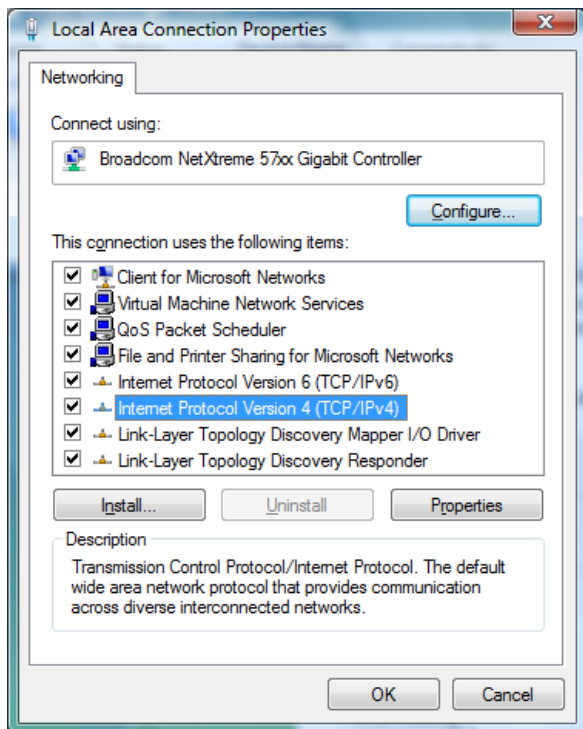 Local Area Connection Properties
Networking
Connect using:
Broadcom NetXtreme 57xx Gigabit Controller
Configure...
This connection uses the following items:
Client for Microsoft Networks
Virtual Machine Network Services
QoS Packet Scheduler
File and Printer Sharing for Microsoft Networks
Internet Protocol Version 6 (TCP/IPv6)
Internet Protocol Version 4 (TCP/IPv4)
Link-Layer Topology Discovery Mapper I/O Driver
Link-Layer Topology Discovery Responder
Install...
Uninstall
Properties
Description
Transmission Control Protocol/Internet Protocol. The default
wide area network protocol that provides communication
across diverse interconnected networks.
OK
Cancel